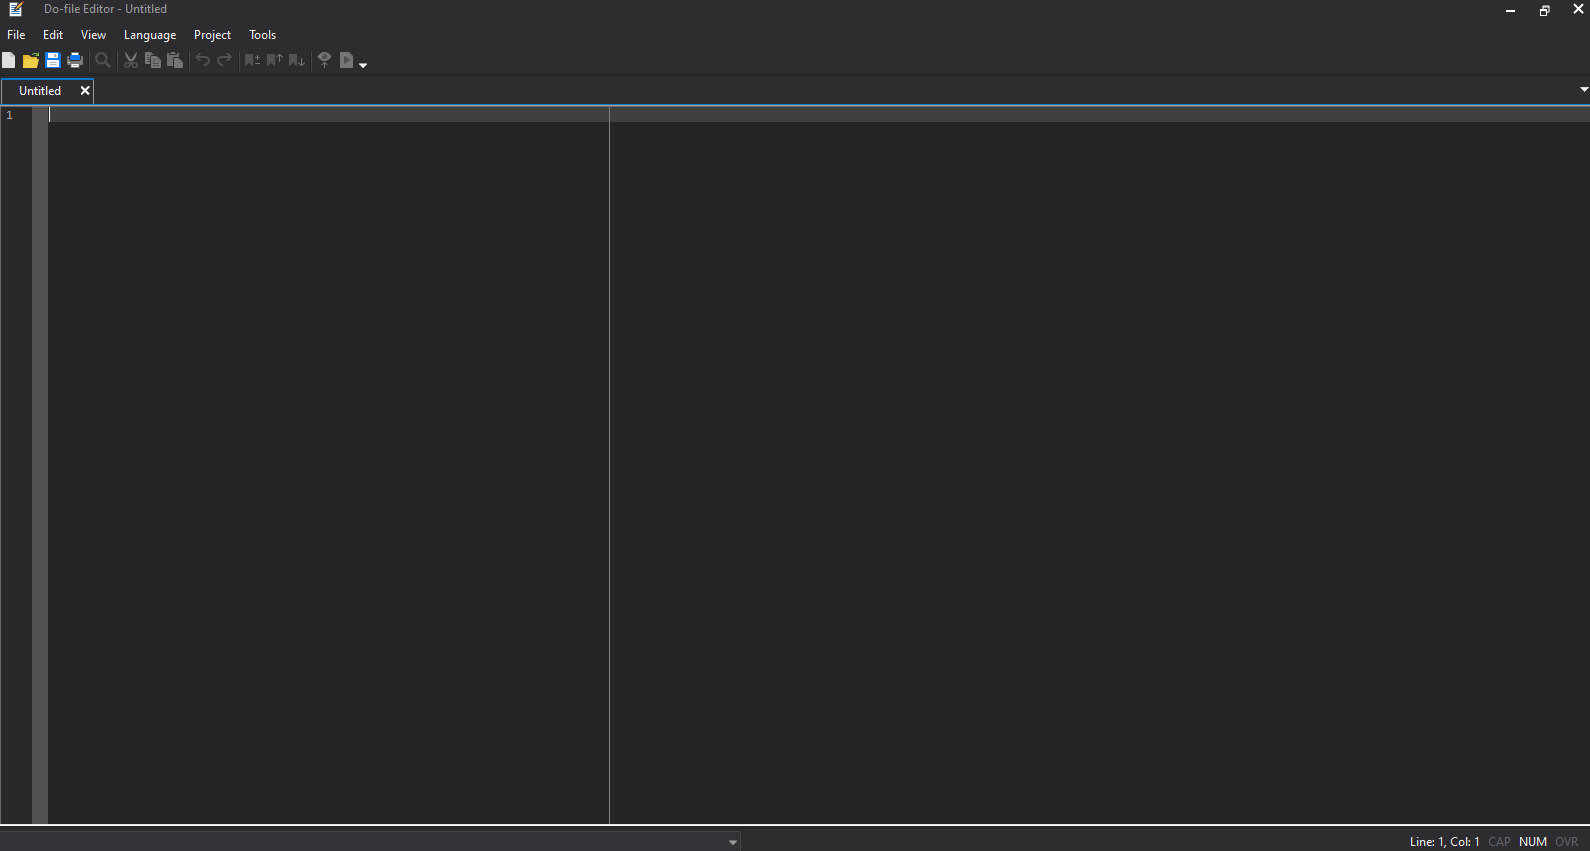 Do-file Editor - Untitled
File Edit View Language Project Tools
Untitled
1
Line: 1, Col: 1 CAP NUM OVR